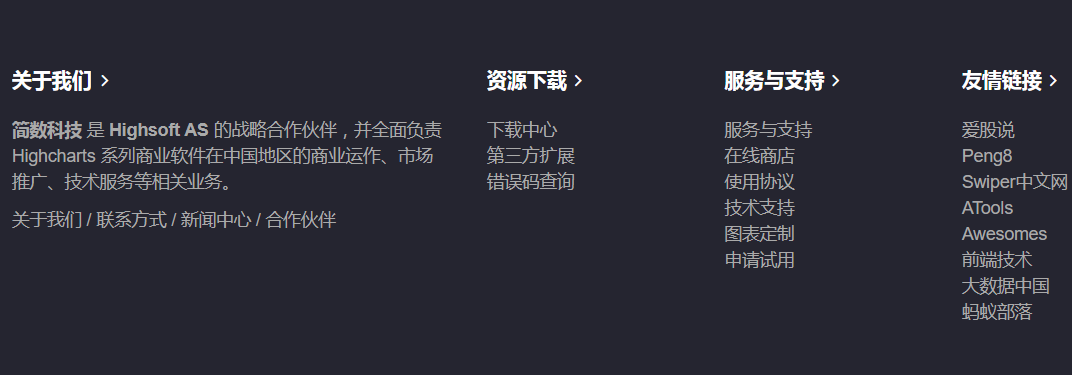 关于我们 >
简数科技 是 Highsoft AS 的战略合作伙伴，并全面负责
Highcharts 系列商业软件在中国地区的商业运作、市场
推广、技术服务等相关业务。
关于我们 / 联系方式 / 新闻中心 / 合作伙伴
资源下载 >
下载中心
第三方扩展
错误码查询
服务与支持 >
服务与支持
在线商店
使用协议
技术支持
图表定制
申请试用
友情链接 >
爱股说
Peng8
Swiper中文网
ATools
Awesomes
前端技术
大数据中国
蚂蚁部落